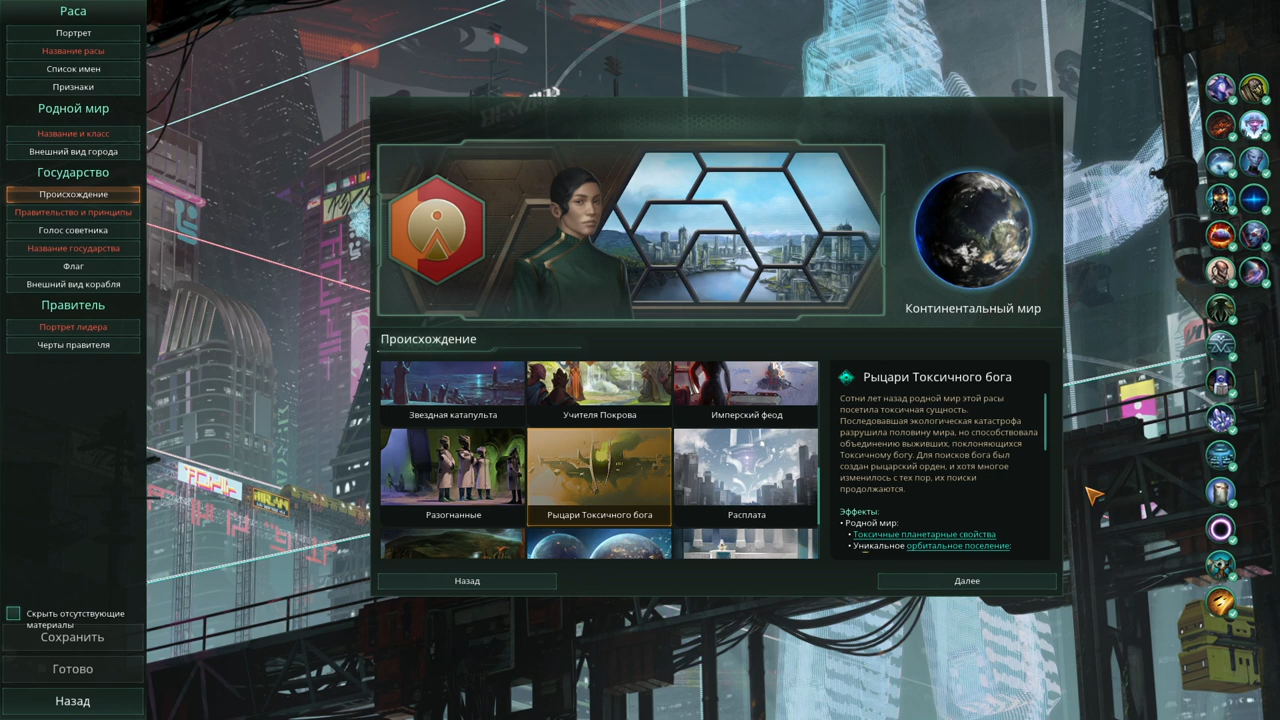 Раса
Портрет
Название расы
Список имен
Признаки
Родной мир
Название и класс
Внешний вид города
Государство
Происхождение
Правительство и принципы
Голос советника
Название государства
Флаг
Внешний вид корабля
Правитель
Портрет лидера
Черты правителя
Скрыть отсутствующие
материалы
Сохранить
Готово
Назад
Континентальный мир
Происхождение
Звездная катапульта
Учителя Покрова
Имперский феод
Разогнанные
Рыцари Токсичного бога
Расплата
Рыцари Токсичного бога
Сотни лет назад родной мир этой расы
посетила токсичная сущность.
Последовавшая экологическая катастрофа
разрушила половину мира, но способствовала
объединению выживших, поклоняющихся
Токсичному богу. Для поисков бога был
создан рыцарский орден, и хотя многое
изменилось с тех пор, их поиски
продолжаются.
Эффекты:
• Родной мир:
• Токсичные планетарные свойства
• Уникальное орбитальное поселение:
Назад
Далее